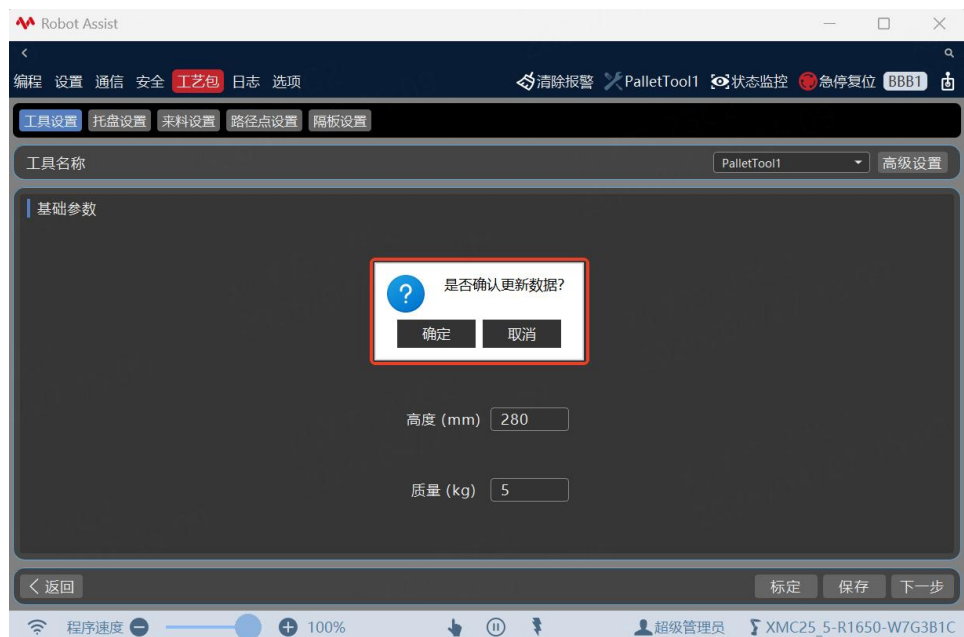 Robot Assist
编程 设置 通信 安全 工艺包 日志 选项 清除报警 PalletTool1 状态监控 急停复位 BBB1
工具设置 托盘设置 来料设置 路径点设置 隔板设置
工具名称 PalletTool1 高级设置
基础参数
是否确认更新数据?
确定 取消
高度 (mm) 280
质量 (kg) 5
返回 标定 保存 下一步
程序速度 100% 超级管理员 XMC25_5-R1650-W7G3B1C